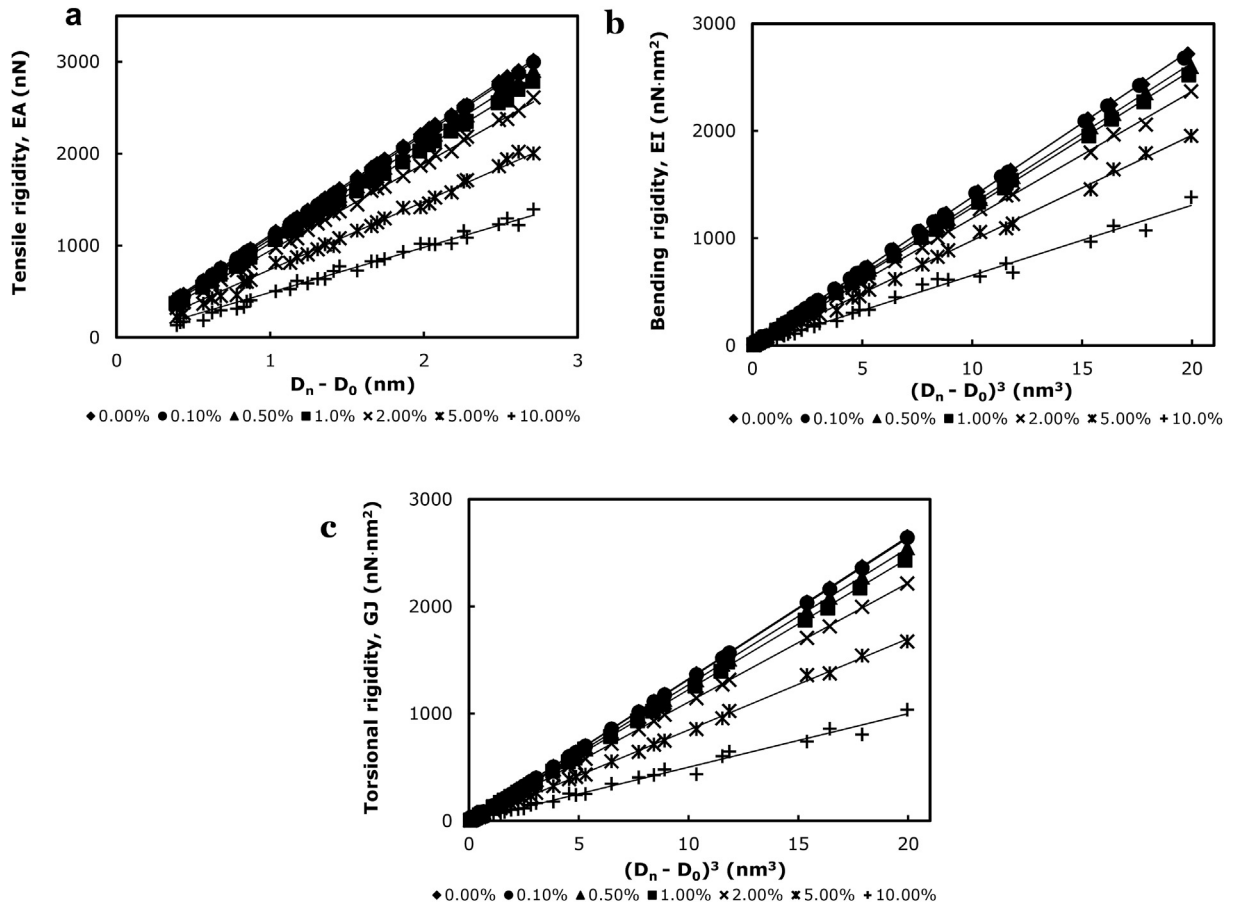 a
Tensile rigidity, EA (nN)
3000
2000
1000
0
0 1 2 3
Dₙ – D₀ (nm)
◆0.00% ●0.10% ▲0.50% ■1.0% ×2.00% ✱5.00% +10.00%
b
Bending rigidity, EI (nN·nm²)
3000
2000
1000
0
0 5 10 15 20
(Dₙ – D₀)³ (nm³)
◆0.00% ●0.10% ▲0.50% ■1.00% ×2.00% ✱5.00% +10.0%
c
Torsional rigidity, GJ (nN·nm²)
3000
2000
1000
0
0 5 10 15 20
(Dₙ – D₀)³ (nm³)
◆0.00% ●0.10% ▲0.50% ■1.00% ×2.00% ✱5.00% +10.00%